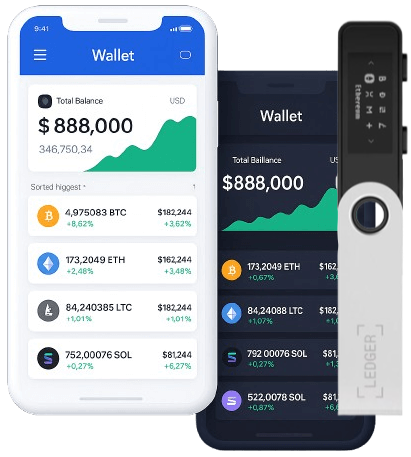 9:41
Wallet
Total Balance USD
$888,000
346,750,34
Sorted higgest
4,975083 BTC $182,244
+8,62% +3,62%
173,2049 ETH $162,244
+2,48% +3,48%
84,240385 LTC $182,244
+1,01% +1,01%
752,00076 SOL $81,244
+0,27% +6,27%
Wallet
Total Baillance US
$888,000
173,2049 ETH $162,
+0,67% +3,
84,24088 LTC $182,
+1,07% +1,
792 00076 SOL $81,
+0,27% +1,
522,0078 SOL $81,
+0,87% +6,
Ethereum
LEDGER